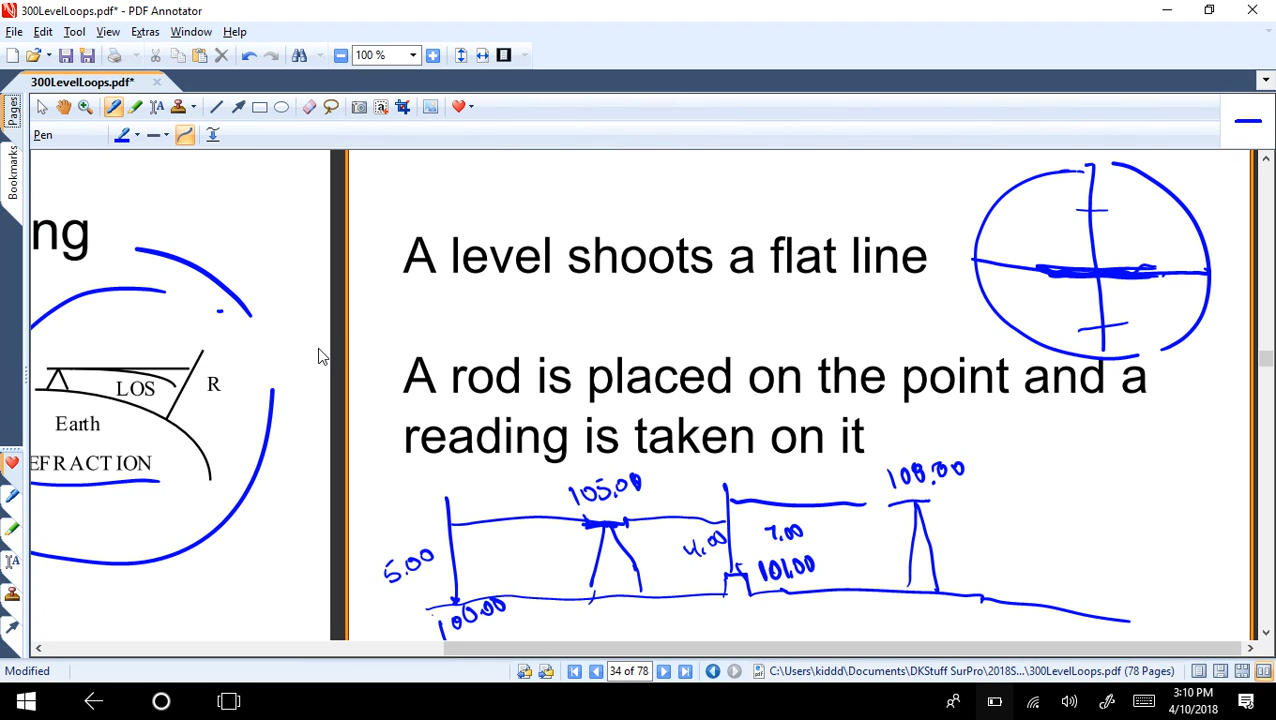 300LevelLoops.pdf* - PDF Annotator
File Edit Tool View Extras Window Help
100 %
300LevelLoops.pdf*
Pen
Pages
Bookmarks
ng
LOS
R
Earth
EFRACTION
A level shoots a flat line
A rod is placed on the point and a
reading is taken on it
105.00
108.00
5.00
4.00
7.00
101.00
100.00
Modified
34 of 78
C:\Users\kiddd\Documents\DKStuff SurPro\2018S...\300LevelLoops.pdf (78 Pages)
3:10 PM
4/10/2018